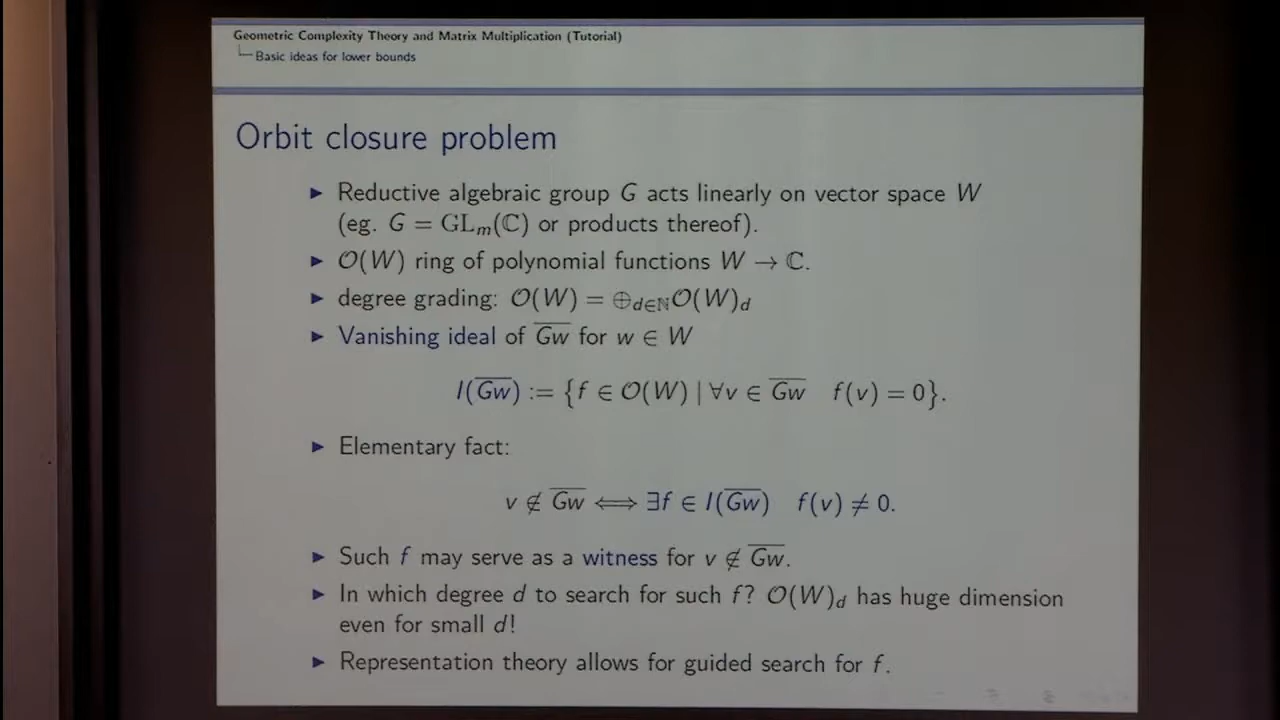 Geometric Complexity Theory and Matrix Multiplication (Tutorial)
Basic ideas for lower bounds
Orbit closure problem
▶ Reductive algebraic group G acts linearly on vector space W
(eg. G = GLₘ(ℂ) or products thereof).
▶ 𝒪(W) ring of polynomial functions W → ℂ.
▶ degree grading: 𝒪(W) = ⊕_{d∈ℕ}𝒪(W)_d
▶ Vanishing ideal of \overline{Gw} for w ∈ W
I(\overline{Gw}) := {f ∈ 𝒪(W) | ∀v ∈ \overline{Gw} f(v) = 0}.
▶ Elementary fact:
v ∉ \overline{Gw} ⟺ ∃f ∈ I(\overline{Gw}) f(v) ≠ 0.
▶ Such f may serve as a witness for v ∉ \overline{Gw}.
▶ In which degree d to search for such f? 𝒪(W)_d has huge dimension
even for small d!
▶ Representation theory allows for guided search for f.